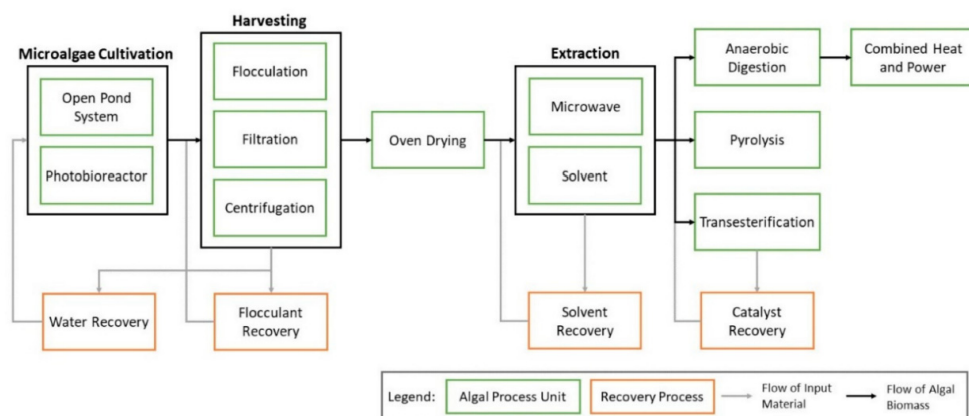 Harvesting
Microalgae Cultivation
Flocculation
Open Pond
System
Filtration
Photobioreactor
Centrifugation
Oven Drying
Extraction
Microwave
Solvent
Anaerobic
Digestion
Combined Heat
and Power
Pyrolysis
Transesterification
Water Recovery
Flocculant
Recovery
Solvent
Recovery
Catalyst
Recovery
Legend:
Algal Process Unit
Recovery Process
Flow of Input
Material
Flow of Algal
Biomass